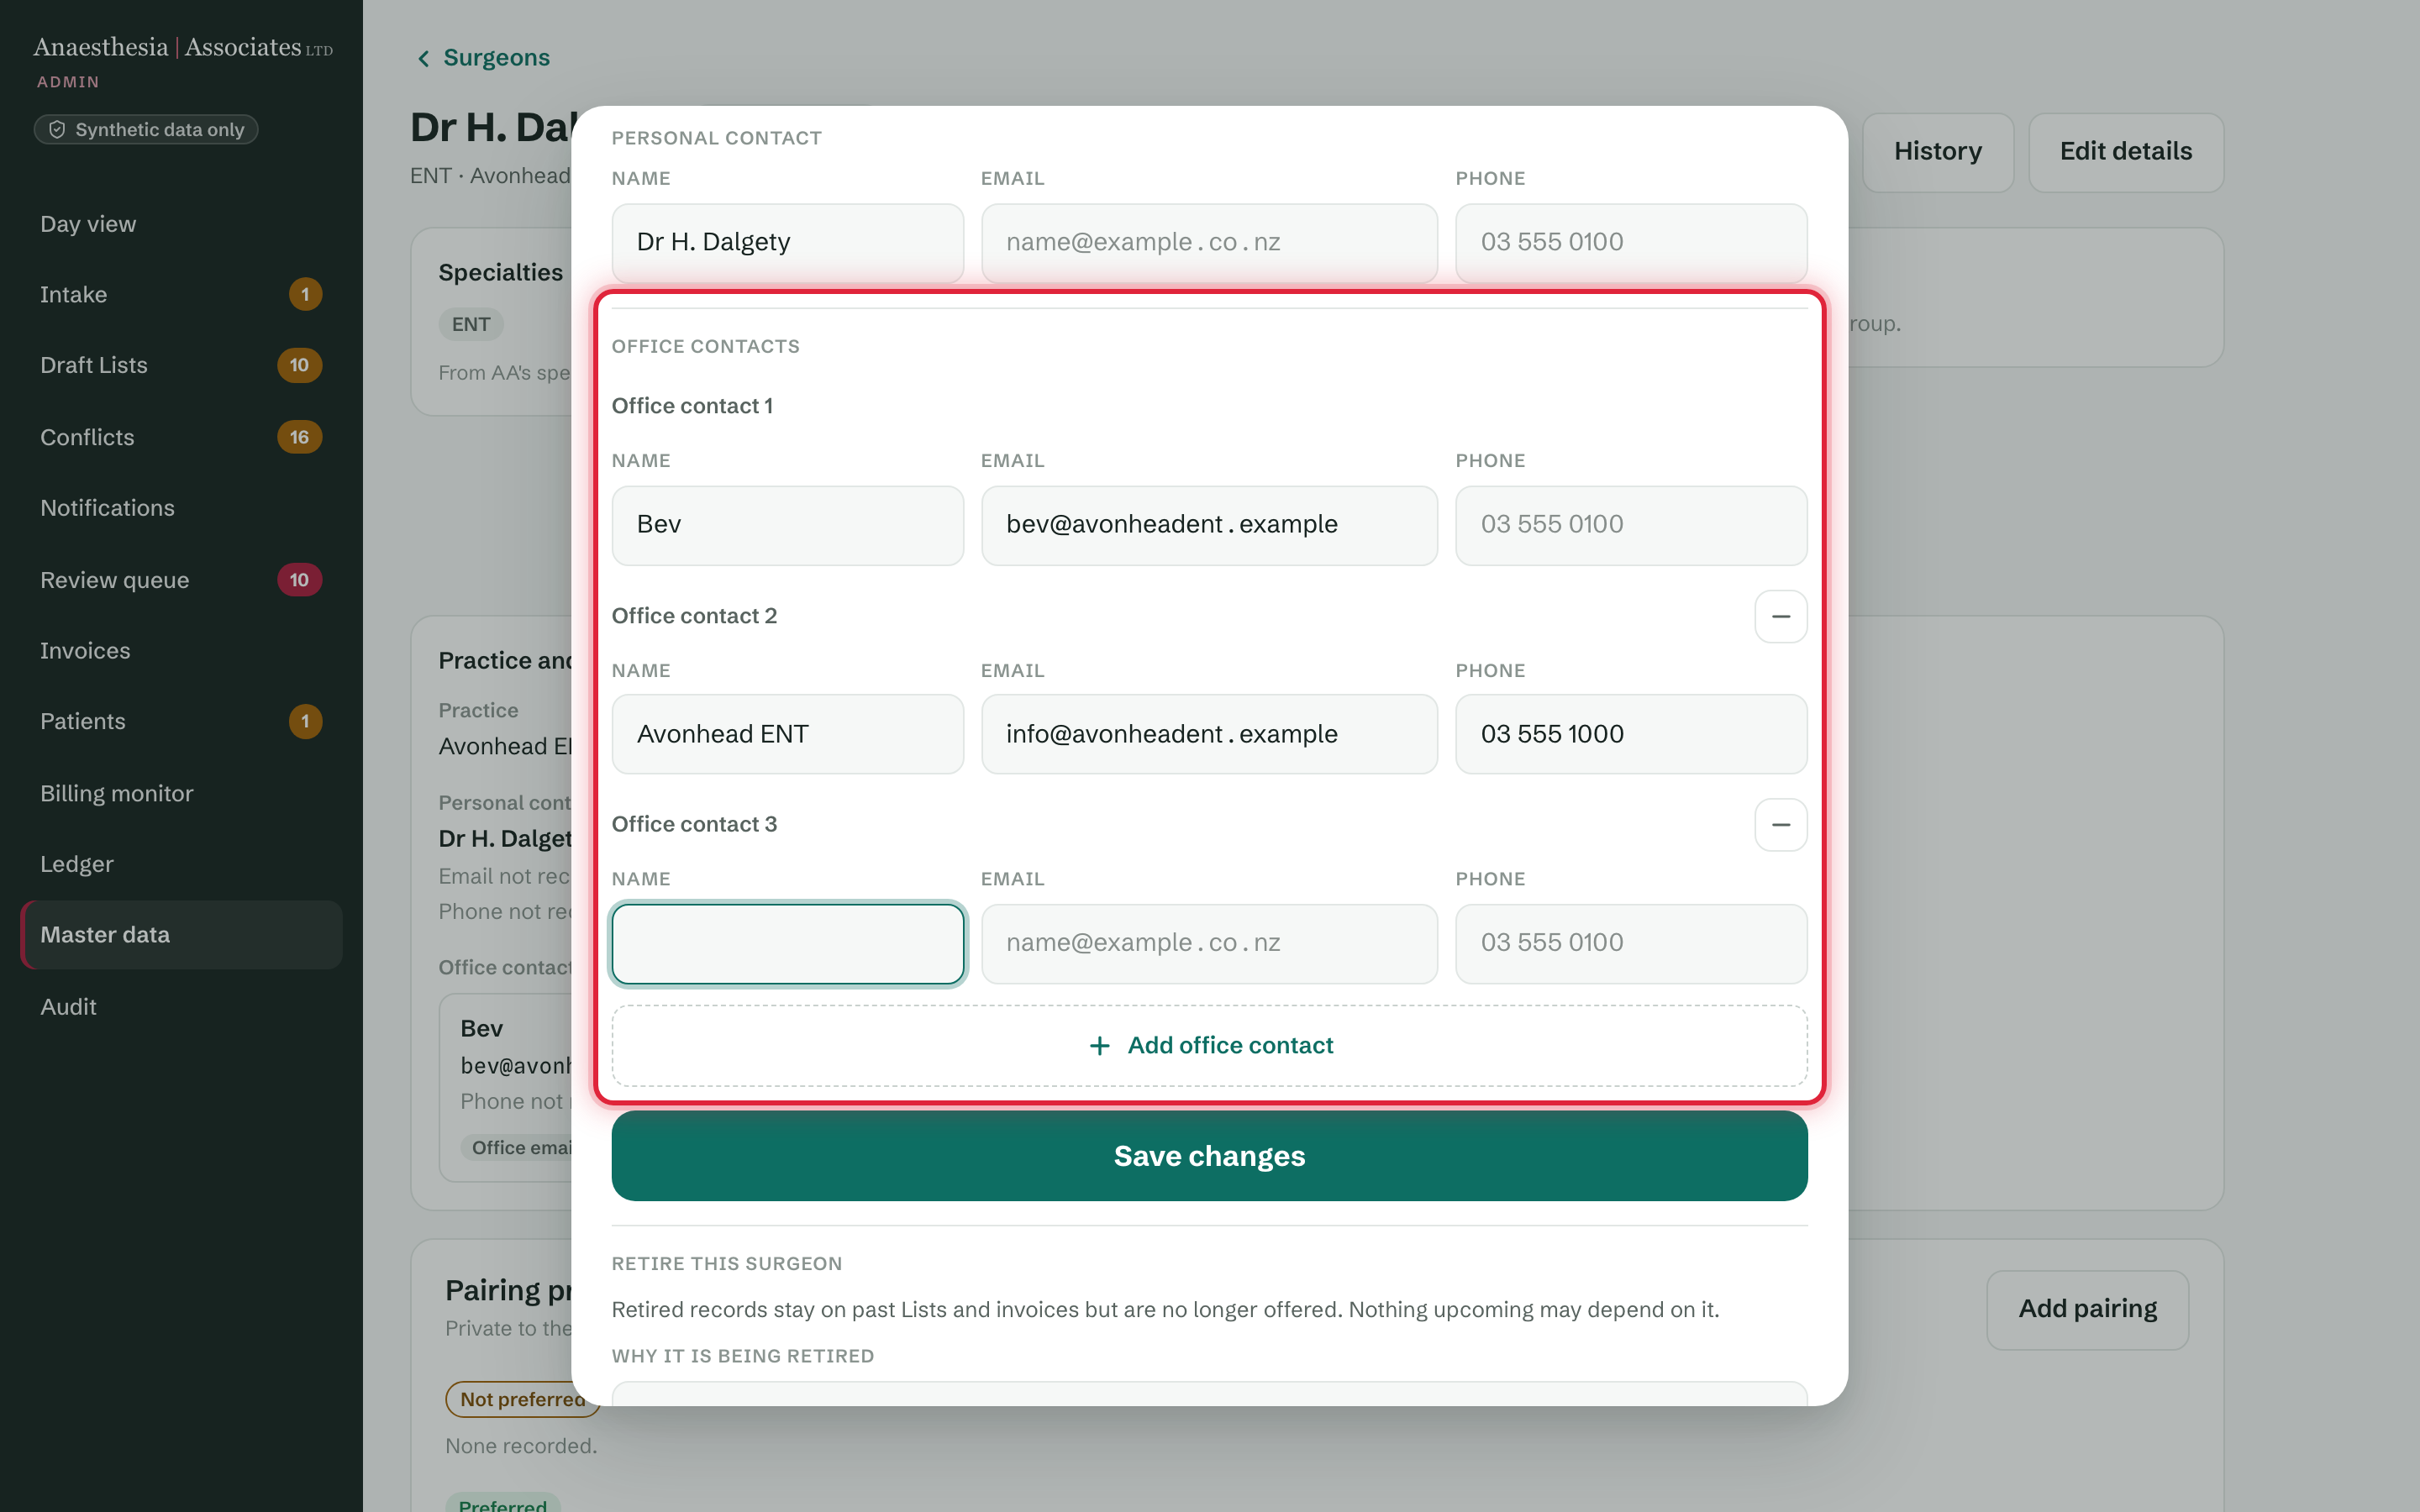 Anaesthesia | Associates LTD
ADMIN
Synthetic data only
Day view
Intake 1
Draft Lists 10
Conflicts 16
Notifications
Review queue 10
Invoices
Patients 1
Billing monitor
Ledger
Master data
Audit
Surgeons
Dr H. Dal
ENT · Avonhead
History
Edit details
Specialties
ENT
From AA's spe
roup.
Practice and
Practice
Avonhead E
Personal cont
Dr H. Dalget
Email not rec
Phone not rec
Office contact
Bev
bev@avonh
Phone not
Office emai
Pairing pr
Private to the
Add pairing
Not preferred
None recorded.
Preferred
PERSONAL CONTACT
NAME EMAIL PHONE
Dr H. Dalgety name@example.co.nz 03 555 0100
OFFICE CONTACTS
Office contact 1
NAME EMAIL PHONE
Bev bev@avonheadent.example 03 555 0100
Office contact 2
NAME EMAIL PHONE
Avonhead ENT info@avonheadent.example 03 555 1000
Office contact 3
NAME EMAIL PHONE
name@example.co.nz 03 555 0100
Add office contact
Save changes
RETIRE THIS SURGEON
Retired records stay on past Lists and invoices but are no longer offered. Nothing upcoming may depend on it.
WHY IT IS BEING RETIRED